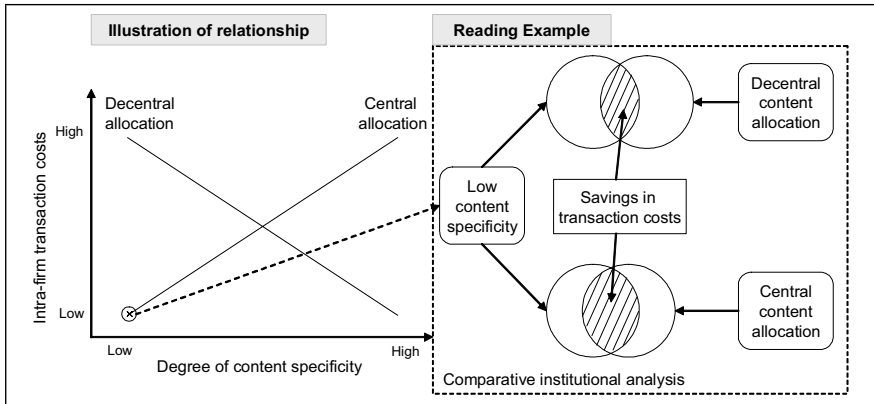 Illustration of relationship
Reading Example
Intra-firm transaction costs
High
Low
Decentral
allocation
Central
allocation
Low
High
Degree of content specificity
Low
content
specificity
Savings in
transaction costs
Decentral
content
allocation
Central
content
allocation
Comparative institutional analysis